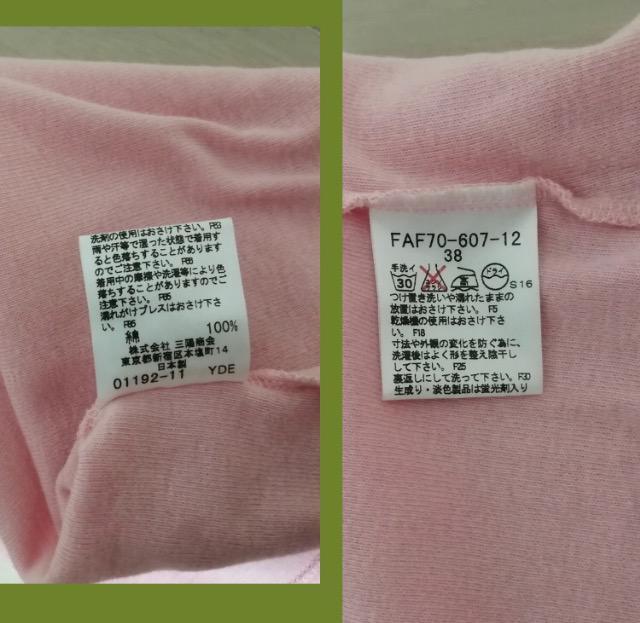 洗剤の使用はおさけ下さい。F53
雨や汗等で湿った状態で着用す
ると色落ちすることがあります
のでご注意下さい。F68
着用中の摩擦や洗濯等により色
落ちすることがありますのでご
注意下さい。F65
濡れがけプレスはおさけ下さ
い。F85
綿 100%
株式会社 三陽商会
東京都新宿区本塩町14
日本製
01192-11 YDE
FAF70-607-12
38
手洗イ
30 エンソサラシ 高 ドライ S16
つけ置き洗いや濡れたままの
放置はおさけ下さい。F5
乾燥機の使用はおさけ下さ
い。F18
寸法や外観の変化を防ぐ為に、
洗濯後はよく形を整え陰干し
して下さい。F25
裏返しにして洗って下さい。F30
生成り・淡色製品は蛍光剤入り